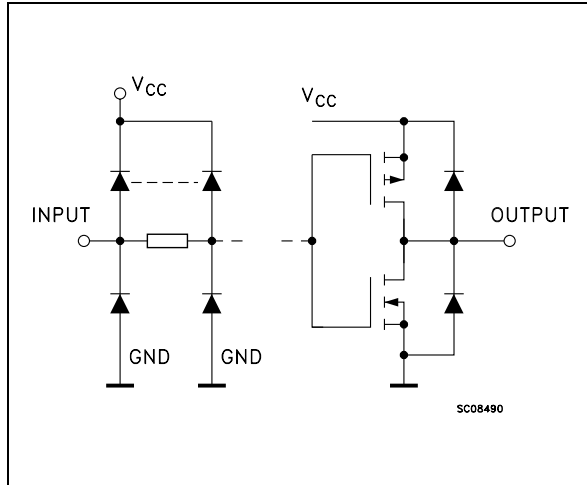 VCC
VCC
INPUT
OUTPUT
GND
GND
SC08490